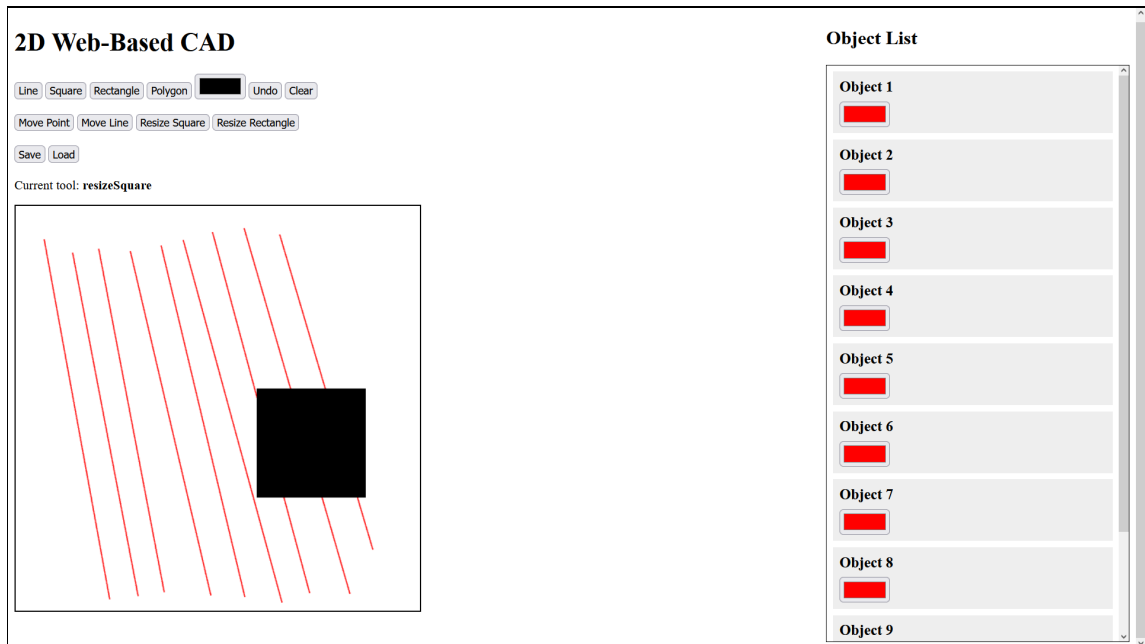 2D Web-Based CAD
Line Square Rectangle Polygon Undo Clear
Move Point Move Line Resize Square Resize Rectangle
Save Load
Current tool: resizeSquare
Object List
Object 1
Object 2
Object 3
Object 4
Object 5
Object 6
Object 7
Object 8
Object 9